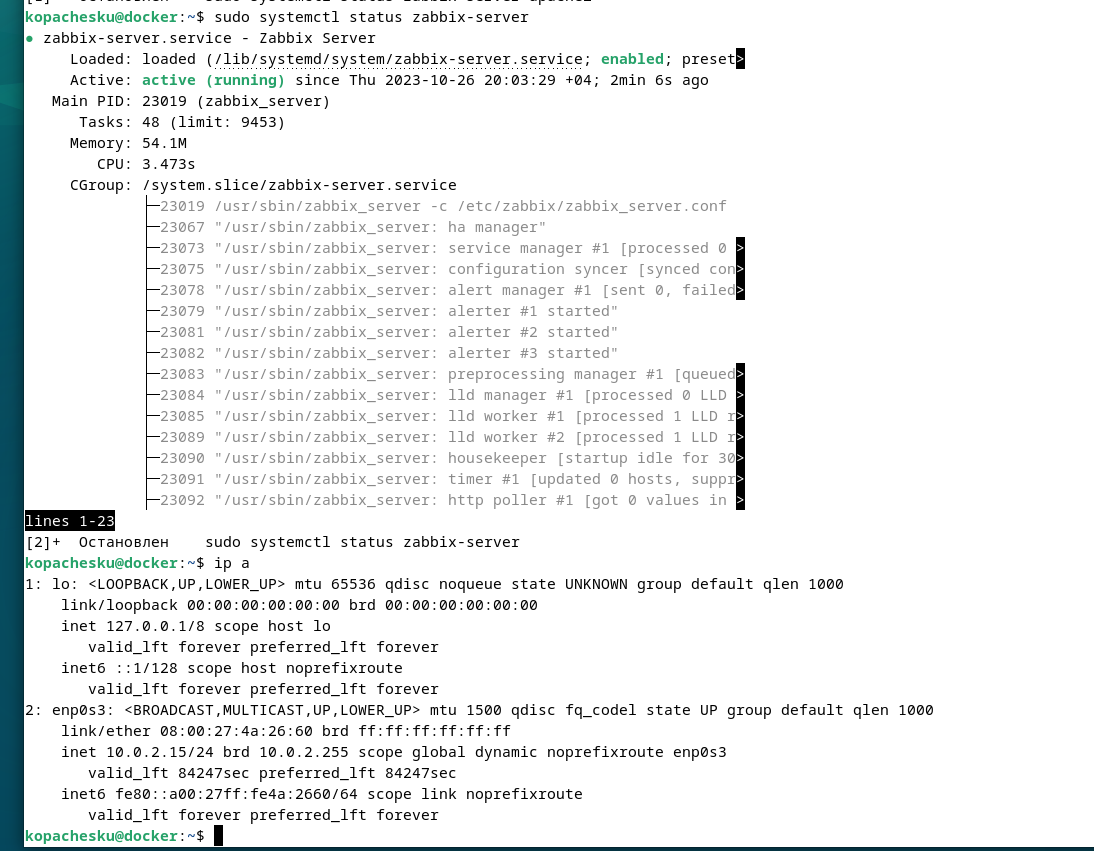 kopachesku@docker:~$ sudo systemctl status zabbix-server
● zabbix-server.service - Zabbix Server
     Loaded: loaded (/lib/systemd/system/zabbix-server.service; enabled; preset>
     Active: active (running) since Thu 2023-10-26 20:03:29 +04; 2min 6s ago
   Main PID: 23019 (zabbix_server)
      Tasks: 48 (limit: 9453)
     Memory: 54.1M
        CPU: 3.473s
     CGroup: /system.slice/zabbix-server.service
             ├─23019 /usr/sbin/zabbix_server -c /etc/zabbix/zabbix_server.conf
             ├─23067 "/usr/sbin/zabbix_server: ha manager"
             ├─23073 "/usr/sbin/zabbix_server: service manager #1 [processed 0 >
             ├─23075 "/usr/sbin/zabbix_server: configuration syncer [synced con>
             ├─23078 "/usr/sbin/zabbix_server: alert manager #1 [sent 0, failed>
             ├─23079 "/usr/sbin/zabbix_server: alerter #1 started"
             ├─23081 "/usr/sbin/zabbix_server: alerter #2 started"
             ├─23082 "/usr/sbin/zabbix_server: alerter #3 started"
             ├─23083 "/usr/sbin/zabbix_server: preprocessing manager #1 [queued>
             ├─23084 "/usr/sbin/zabbix_server: lld manager #1 [processed 0 LLD >
             ├─23085 "/usr/sbin/zabbix_server: lld worker #1 [processed 1 LLD r>
             ├─23089 "/usr/sbin/zabbix_server: lld worker #2 [processed 1 LLD r>
             ├─23090 "/usr/sbin/zabbix_server: housekeeper [startup idle for 30>
             ├─23091 "/usr/sbin/zabbix_server: timer #1 [updated 0 hosts, suppr>
             ├─23092 "/usr/sbin/zabbix_server: http poller #1 [got 0 values in >
lines 1-23
[2]+  Остановлен    sudo systemctl status zabbix-server
kopachesku@docker:~$ ip a
1: lo: <LOOPBACK,UP,LOWER_UP> mtu 65536 qdisc noqueue state UNKNOWN group default qlen 1000
    link/loopback 00:00:00:00:00:00 brd 00:00:00:00:00:00
    inet 127.0.0.1/8 scope host lo
       valid_lft forever preferred_lft forever
    inet6 ::1/128 scope host noprefixroute
       valid_lft forever preferred_lft forever
2: enp0s3: <BROADCAST,MULTICAST,UP,LOWER_UP> mtu 1500 qdisc fq_codel state UP group default qlen 1000
    link/ether 08:00:27:4a:26:60 brd ff:ff:ff:ff:ff:ff
    inet 10.0.2.15/24 brd 10.0.2.255 scope global dynamic noprefixroute enp0s3
       valid_lft 84247sec preferred_lft 84247sec
    inet6 fe80::a00:27ff:fe4a:2660/64 scope link noprefixroute
       valid_lft forever preferred_lft forever
kopachesku@docker:~$